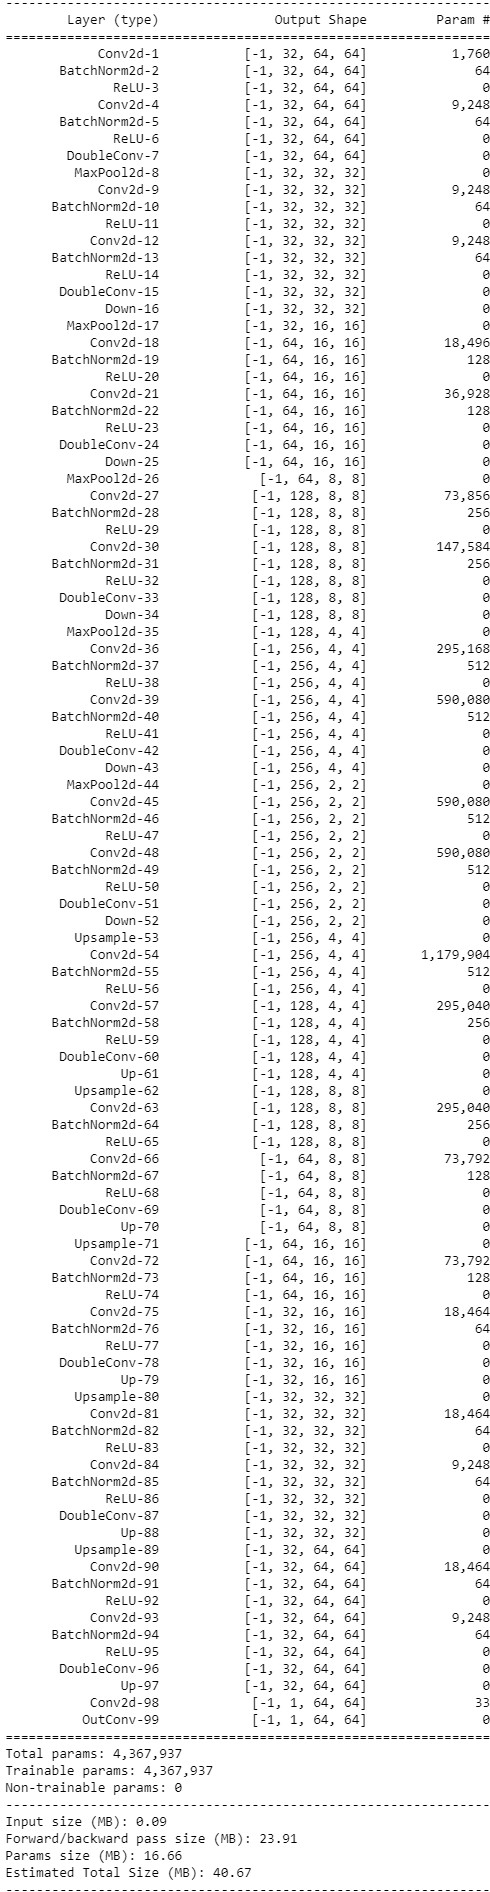 ----------------------------------------------------------------
        Layer (type)               Output Shape         Param #
================================================================
            Conv2d-1           [-1, 32, 64, 64]           1,760
       BatchNorm2d-2           [-1, 32, 64, 64]              64
              ReLU-3           [-1, 32, 64, 64]               0
            Conv2d-4           [-1, 32, 64, 64]           9,248
       BatchNorm2d-5           [-1, 32, 64, 64]              64
              ReLU-6           [-1, 32, 64, 64]               0
        DoubleConv-7           [-1, 32, 64, 64]               0
         MaxPool2d-8           [-1, 32, 32, 32]               0
            Conv2d-9           [-1, 32, 32, 32]           9,248
      BatchNorm2d-10           [-1, 32, 32, 32]              64
             ReLU-11           [-1, 32, 32, 32]               0
           Conv2d-12           [-1, 32, 32, 32]           9,248
      BatchNorm2d-13           [-1, 32, 32, 32]              64
             ReLU-14           [-1, 32, 32, 32]               0
       DoubleConv-15           [-1, 32, 32, 32]               0
             Down-16           [-1, 32, 32, 32]               0
        MaxPool2d-17           [-1, 32, 16, 16]               0
           Conv2d-18           [-1, 64, 16, 16]          18,496
      BatchNorm2d-19           [-1, 64, 16, 16]             128
             ReLU-20           [-1, 64, 16, 16]               0
           Conv2d-21           [-1, 64, 16, 16]          36,928
      BatchNorm2d-22           [-1, 64, 16, 16]             128
             ReLU-23           [-1, 64, 16, 16]               0
       DoubleConv-24           [-1, 64, 16, 16]               0
             Down-25           [-1, 64, 16, 16]               0
        MaxPool2d-26             [-1, 64, 8, 8]               0
           Conv2d-27            [-1, 128, 8, 8]          73,856
      BatchNorm2d-28            [-1, 128, 8, 8]             256
             ReLU-29            [-1, 128, 8, 8]               0
           Conv2d-30            [-1, 128, 8, 8]         147,584
      BatchNorm2d-31            [-1, 128, 8, 8]             256
             ReLU-32            [-1, 128, 8, 8]               0
       DoubleConv-33            [-1, 128, 8, 8]               0
             Down-34            [-1, 128, 8, 8]               0
        MaxPool2d-35            [-1, 128, 4, 4]               0
           Conv2d-36            [-1, 256, 4, 4]         295,168
      BatchNorm2d-37            [-1, 256, 4, 4]             512
             ReLU-38            [-1, 256, 4, 4]               0
           Conv2d-39            [-1, 256, 4, 4]         590,080
      BatchNorm2d-40            [-1, 256, 4, 4]             512
             ReLU-41            [-1, 256, 4, 4]               0
       DoubleConv-42            [-1, 256, 4, 4]               0
             Down-43            [-1, 256, 4, 4]               0
        MaxPool2d-44            [-1, 256, 2, 2]               0
           Conv2d-45            [-1, 256, 2, 2]         590,080
      BatchNorm2d-46            [-1, 256, 2, 2]             512
             ReLU-47            [-1, 256, 2, 2]               0
           Conv2d-48            [-1, 256, 2, 2]         590,080
      BatchNorm2d-49            [-1, 256, 2, 2]             512
             ReLU-50            [-1, 256, 2, 2]               0
       DoubleConv-51            [-1, 256, 2, 2]               0
             Down-52            [-1, 256, 2, 2]               0
         Upsample-53            [-1, 256, 4, 4]               0
           Conv2d-54            [-1, 256, 4, 4]       1,179,904
      BatchNorm2d-55            [-1, 256, 4, 4]             512
             ReLU-56            [-1, 256, 4, 4]               0
           Conv2d-57            [-1, 128, 4, 4]         295,040
      BatchNorm2d-58            [-1, 128, 4, 4]             256
             ReLU-59            [-1, 128, 4, 4]               0
       DoubleConv-60            [-1, 128, 4, 4]               0
               Up-61            [-1, 128, 4, 4]               0
         Upsample-62            [-1, 128, 8, 8]               0
           Conv2d-63            [-1, 128, 8, 8]         295,040
      BatchNorm2d-64            [-1, 128, 8, 8]             256
             ReLU-65            [-1, 128, 8, 8]               0
           Conv2d-66             [-1, 64, 8, 8]          73,792
      BatchNorm2d-67             [-1, 64, 8, 8]             128
             ReLU-68             [-1, 64, 8, 8]               0
       DoubleConv-69             [-1, 64, 8, 8]               0
               Up-70             [-1, 64, 8, 8]               0
         Upsample-71           [-1, 64, 16, 16]               0
           Conv2d-72           [-1, 64, 16, 16]          73,792
      BatchNorm2d-73           [-1, 64, 16, 16]             128
             ReLU-74           [-1, 64, 16, 16]               0
           Conv2d-75           [-1, 32, 16, 16]          18,464
      BatchNorm2d-76           [-1, 32, 16, 16]              64
             ReLU-77           [-1, 32, 16, 16]               0
       DoubleConv-78           [-1, 32, 16, 16]               0
               Up-79           [-1, 32, 16, 16]               0
         Upsample-80           [-1, 32, 32, 32]               0
           Conv2d-81           [-1, 32, 32, 32]          18,464
      BatchNorm2d-82           [-1, 32, 32, 32]              64
             ReLU-83           [-1, 32, 32, 32]               0
           Conv2d-84           [-1, 32, 32, 32]           9,248
      BatchNorm2d-85           [-1, 32, 32, 32]              64
             ReLU-86           [-1, 32, 32, 32]               0
       DoubleConv-87           [-1, 32, 32, 32]               0
               Up-88           [-1, 32, 32, 32]               0
         Upsample-89           [-1, 32, 64, 64]               0
           Conv2d-90           [-1, 32, 64, 64]          18,464
      BatchNorm2d-91           [-1, 32, 64, 64]              64
             ReLU-92           [-1, 32, 64, 64]               0
           Conv2d-93           [-1, 32, 64, 64]           9,248
      BatchNorm2d-94           [-1, 32, 64, 64]              64
             ReLU-95           [-1, 32, 64, 64]               0
       DoubleConv-96           [-1, 32, 64, 64]               0
               Up-97           [-1, 32, 64, 64]               0
           Conv2d-98            [-1, 1, 64, 64]              33
          OutConv-99            [-1, 1, 64, 64]               0
================================================================
Total params: 4,367,937
Trainable params: 4,367,937
Non-trainable params: 0
----------------------------------------------------------------
Input size (MB): 0.09
Forward/backward pass size (MB): 23.91
Params size (MB): 16.66
Estimated Total Size (MB): 40.67
----------------------------------------------------------------